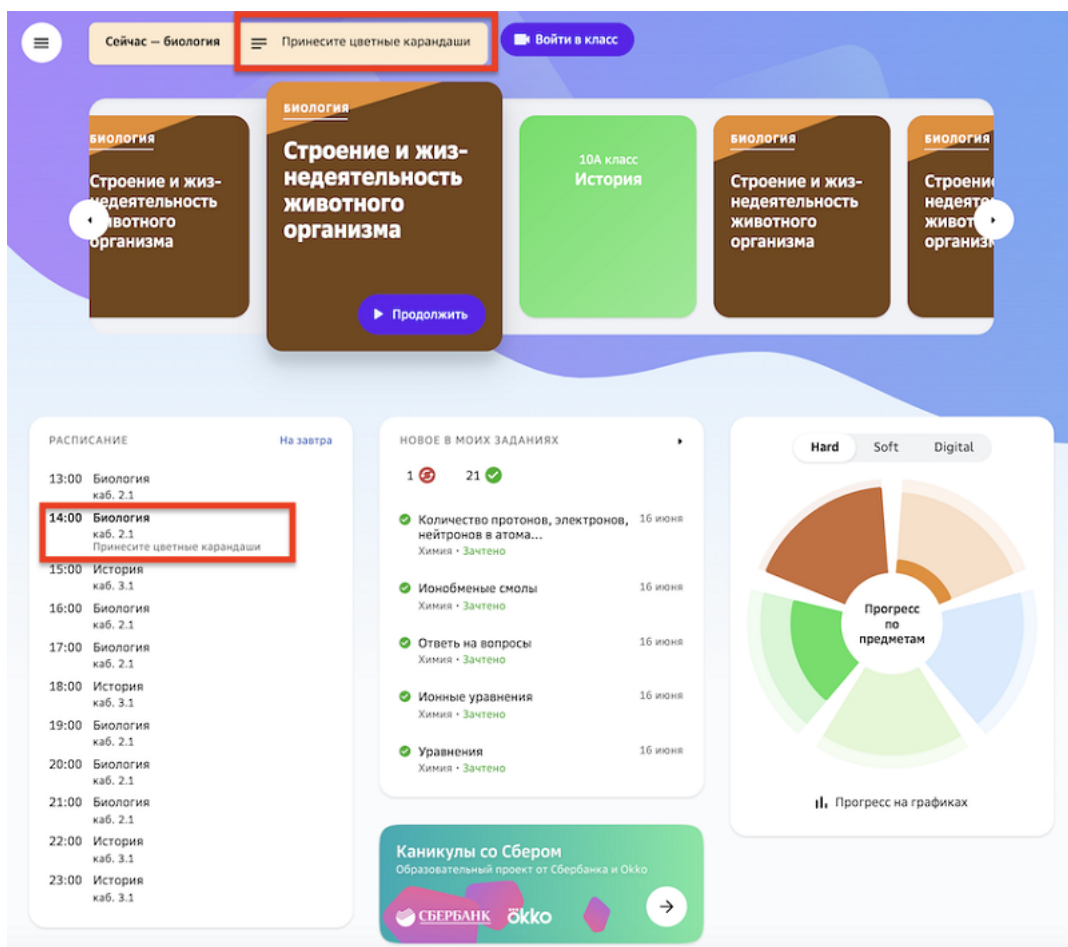 Сейчас — биология
Принесите цветные карандаши
Войти в класс
БИОЛОГИЯ
Строение и жиз-
недеятельность
животного
организма
БИОЛОГИЯ
Строение и жиз-
недеятельность
животного
организма
Продолжить
10А класс
История
БИОЛОГИЯ
Строение и жиз-
недеятельность
животного
организма
БИОЛОГИЯ
РАСПИСАНИЕ
На завтра
13:00 Биология
каб. 2.1
14:00 Биология
каб. 2.1
Принесите цветные карандаши
15:00 История
каб. 3.1
16:00 Биология
каб. 2.1
17:00 Биология
каб. 2.1
18:00 История
каб. 3.1
19:00 Биология
каб. 2.1
20:00 Биология
каб. 2.1
21:00 Биология
каб. 2.1
22:00 История
каб. 3.1
23:00 История
каб. 3.1
НОВОЕ В МОИХ ЗАДАНИЯХ
1 21
Количество протонов, электронов, 16 июня
нейтронов в атома...
Химия • Зачтено
Ионобменые смолы 16 июня
Химия • Зачтено
Ответь на вопросы 16 июня
Химия • Зачтено
Ионные уравнения 16 июня
Химия • Зачтено
Уравнения 16 июня
Химия • Зачтено
Каникулы со Сбером
Образовательный проект от Сбербанка и Okko
СБЕРБАНК ökko
Hard Soft Digital
Прогресс
по
предметам
Прогресс на графиках